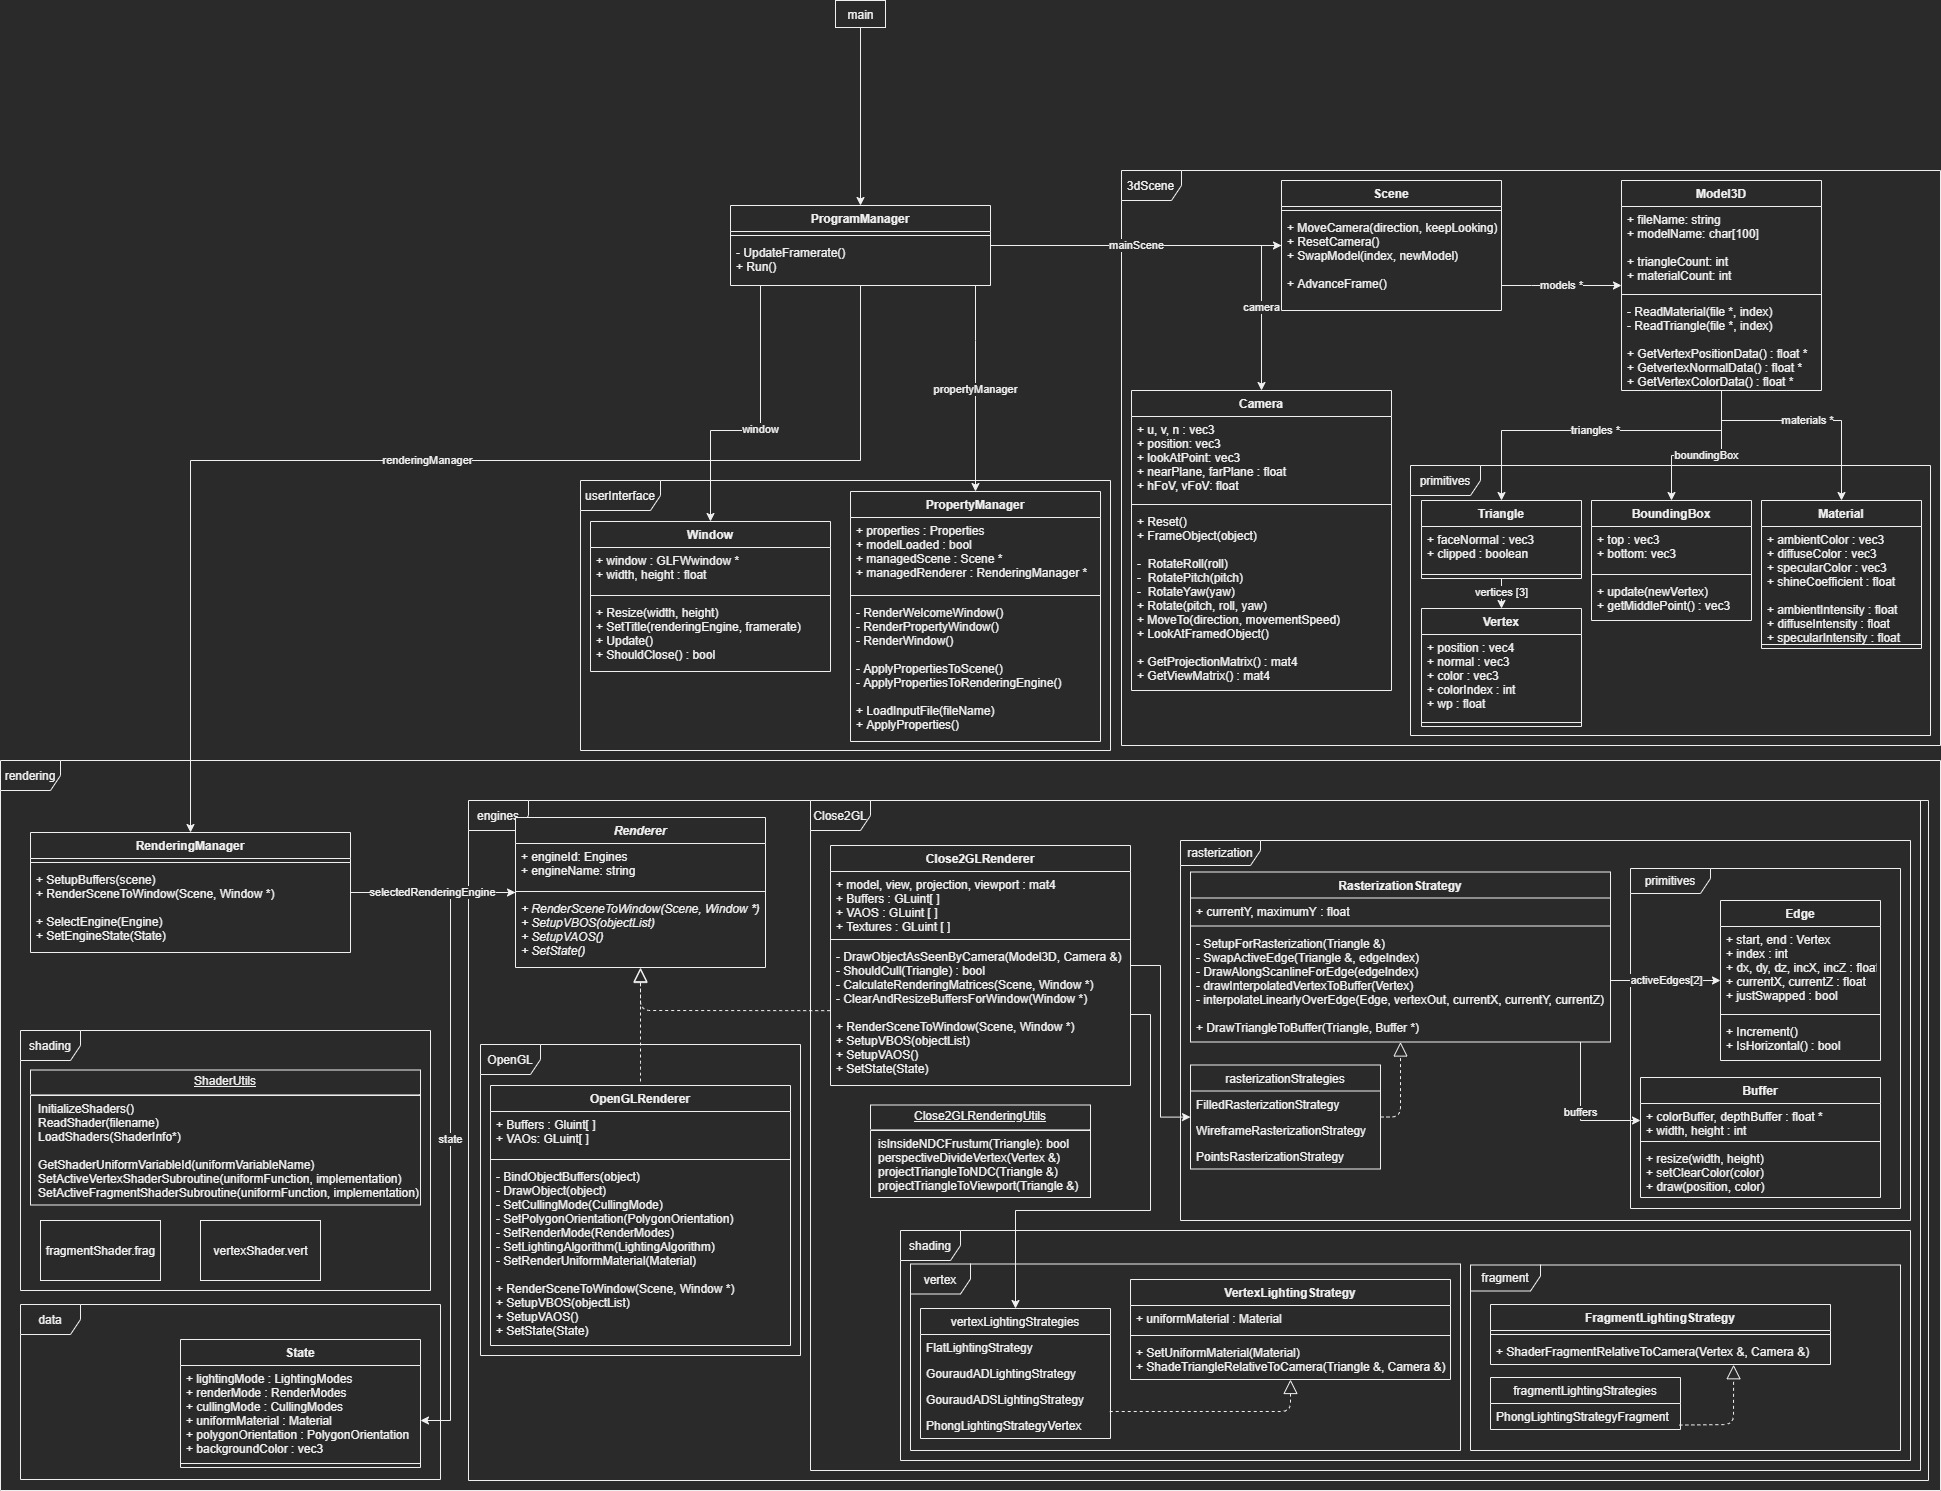 main
ProgramManager
- UpdateFramerate()
+ Run()
mainScene
camera
window
propertyManager
renderingManager
3dScene
Scene
+ MoveCamera(direction, keepLooking)
+ ResetCamera()
+ SwapModel(index, newModel)
+ AdvanceFrame()
models *
Model3D
+ fileName: string
+ modelName: char[100]
+ triangleCount: int
+ materialCount: int
- ReadMaterial(file *, index)
- ReadTriangle(file *, index)
+ GetVertexPositionData() : float *
+ GetvertexNormalData() : float *
+ GetVertexColorData() : float *
triangles *
materials *
boundingBox
Camera
+ u, v, n : vec3
+ position: vec3
+ lookAtPoint: vec3
+ nearPlane, farPlane : float
+ hFoV, vFoV: float
+ Reset()
+ FrameObject(object)
- RotateRoll(roll)
- RotatePitch(pitch)
- RotateYaw(yaw)
+ Rotate(pitch, roll, yaw)
+ MoveTo(direction, movementSpeed)
+ LookAtFramedObject()
+ GetProjectionMatrix() : mat4
+ GetViewMatrix() : mat4
primitives
Triangle
+ faceNormal : vec3
+ clipped : boolean
vertices [3]
Vertex
+ position : vec4
+ normal : vec3
+ color : vec3
+ colorIndex : int
+ wp : float
BoundingBox
+ top : vec3
+ bottom: vec3
+ update(newVertex)
+ getMiddlePoint() : vec3
Material
+ ambientColor : vec3
+ diffuseColor : vec3
+ specularColor : vec3
+ shineCoefficient : float
+ ambientIntensity : float
+ diffuseIntensity : float
+ specularIntensity : float
userInterface
Window
+ window : GLFWwindow *
+ width, height : float
+ Resize(width, height)
+ SetTitle(renderingEngine, framerate)
+ Update()
+ ShouldClose() : bool
PropertyManager
+ properties : Properties
+ modelLoaded : bool
+ managedScene : Scene *
+ managedRenderer : RenderingManager *
- RenderWelcomeWindow()
- RenderPropertyWindow()
- RenderWindow()
- ApplyPropertiesToScene()
- ApplyPropertiesToRenderingEngine()
+ LoadInputFile(fileName)
+ ApplyProperties()
rendering
RenderingManager
+ SetupBuffers(scene)
+ RenderSceneToWindow(Scene, Window *)
+ SelectEngine(Engine)
+ SetEngineState(State)
selectedRenderingEngine
state
shading
ShaderUtils
InitializeShaders()
ReadShader(filename)
LoadShaders(ShaderInfo*)
GetShaderUniformVariableId(uniformVariableName)
SetActiveVertexShaderSubroutine(uniformFunction, implementation)
SetActiveFragmentShaderSubroutine(uniformFunction, implementation)
fragmentShader.frag
vertexShader.vert
data
State
+ lightingMode : LightingModes
+ renderMode : RenderModes
+ cullingMode : CullingModes
+ uniformMaterial : Material
+ polygonOrientation : PolygonOrientation
+ backgroundColor : vec3
engines
Renderer
+ engineId: Engines
+ engineName: string
+ RenderSceneToWindow(Scene, Window *)
+ SetupVBOS(objectList)
+ SetupVAOS()
+ SetState()
OpenGL
OpenGLRenderer
+ Buffers : Gluint[ ]
+ VAOs: GLuint[ ]
- BindObjectBuffers(object)
- DrawObject(object)
- SetCullingMode(CullingMode)
- SetPolygonOrientation(PolygonOrientation)
- SetRenderMode(RenderModes)
- SetLightingAlgorithm(LightingAlgorithm)
- SetRenderUniformMaterial(Material)
+ RenderSceneToWindow(Scene, Window *)
+ SetupVBOS(objectList)
+ SetupVAOS()
+ SetState(State)
Close2GL
Close2GLRenderer
+ model, view, projection, viewport : mat4
+ Buffers : GLuint[ ]
+ VAOS : GLuint [ ]
+ Textures : GLuint [ ]
- DrawObjectAsSeenByCamera(Model3D, Camera &)
- ShouldCull(Triangle) : bool
- CalculateRenderingMatrices(Scene, Window *)
- ClearAndResizeBuffersForWindow(Window *)
+ RenderSceneToWindow(Scene, Window *)
+ SetupVBOS(objectList)
+ SetupVAOS()
+ SetState(State)
Close2GLRenderingUtils
isInsideNDCFrustum(Triangle): bool
perspectiveDivideVertex(Vertex &)
projectTriangleToNDC(Triangle &)
projectTriangleToViewport(Triangle &)
rasterization
RasterizationStrategy
+ currentY, maximumY : float
- SetupForRasterization(Triangle &)
- SwapActiveEdge(Triangle &, edgeIndex)
- DrawAlongScanlineForEdge(edgeIndex)
- drawInterpolatedVertexToBuffer(Vertex)
- interpolateLinearlyOverEdge(Edge, vertexOut, currentX, currentY, currentZ)
+ DrawTriangleToBuffer(Triangle, Buffer *)
rasterizationStrategies
FilledRasterizationStrategy
WireframeRasterizationStrategy
PointsRasterizationStrategy
activeEdges[2]
buffers
primitives
Edge
+ start, end : Vertex
+ index : int
+ dx, dy, dz, incX, incZ : float
+ currentX, currentZ : float
+ justSwapped : bool
+ Increment()
+ IsHorizontal() : bool
Buffer
+ colorBuffer, depthBuffer : float *
+ width, height : int
+ resize(width, height)
+ setClearColor(color)
+ draw(position, color)
shading
vertex
vertexLightingStrategies
FlatLightingStrategy
GouraudADLightingStrategy
GouraudADSLightingStrategy
PhongLightingStrategyVertex
VertexLightingStrategy
+ uniformMaterial : Material
+ SetUniformMaterial(Material)
+ ShadeTriangleRelativeToCamera(Triangle &, Camera &)
fragment
FragmentLightingStrategy
+ ShaderFragmentRelativeToCamera(Vertex &, Camera &)
fragmentLightingStrategies
PhongLightingStrategyFragment